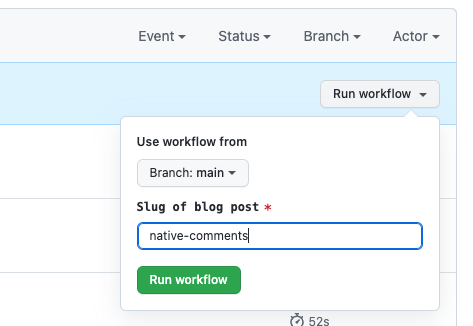 Event Status Branch Actor
Run workflow
Use workflow from
Branch: main
Slug of blog post *
native-comments
Run workflow
52s